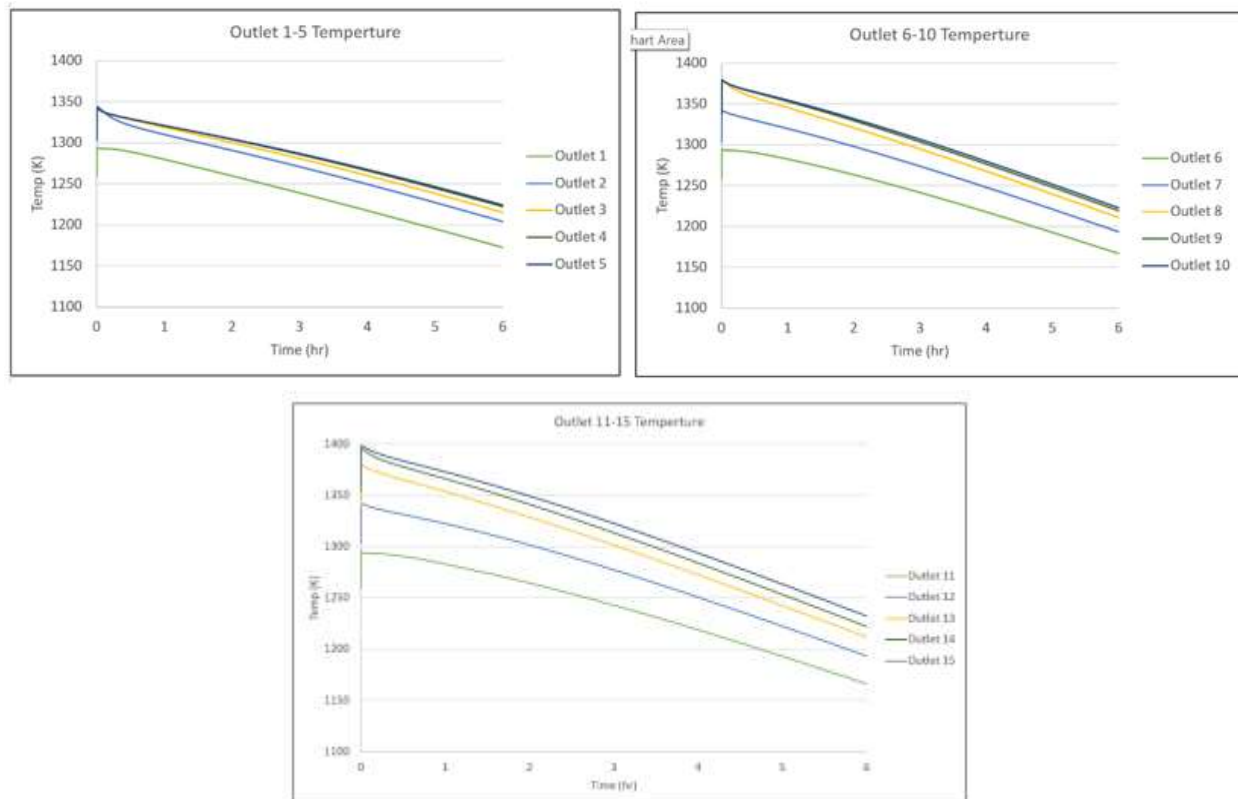 Outlet 1-5 Temperture
1400
1350
1300
1250
1200
1150
1100
Temp (K)
0 1 2 3 4 5 6
Time (hr)
Outlet 1
Outlet 2
Outlet 3
Outlet 4
Outlet 5
hart Area
Outlet 6-10 Temperture
1400
1350
1300
1250
1200
1150
1100
Temp (K)
0 1 2 3 4 5 6
Time (hr)
Outlet 6
Outlet 7
Outlet 8
Outlet 9
Outlet 10
Outlet 11-15 Temperture
1400
1350
1300
1250
1200
1150
1100
Temp (K)
0 1 2 3 4 5 6
Time (hr)
Outlet 11
Outlet 12
Outlet 13
Outlet 14
Outlet 15